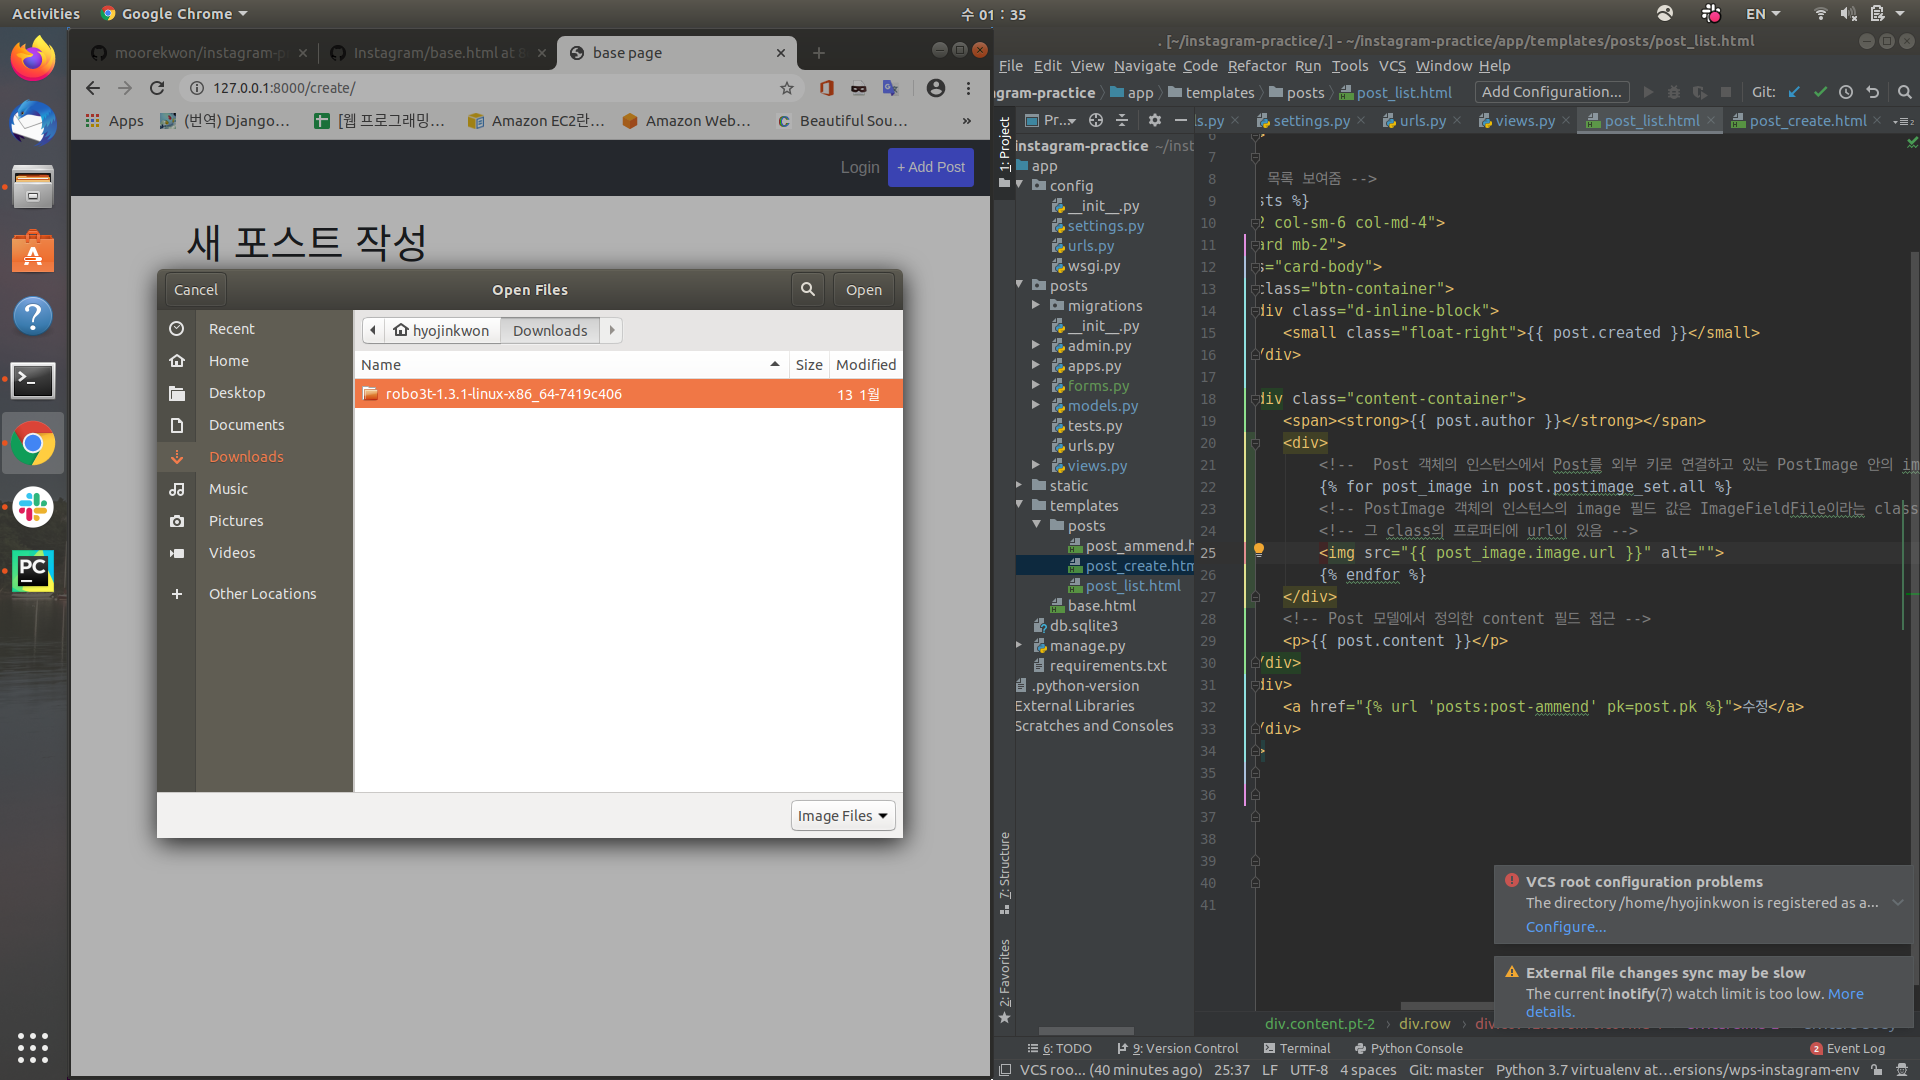 Activities
Google Chrome
수 01 : 35
EN
moorekwon/instagram-p
Instagram/base.html at 8
base page
127.0.0.1:8000/create/
Apps
(번역) Django...
[웹 프로그래밍...
Amazon EC2란...
Amazon Web...
Beautiful Sou...
»
Login
+ Add Post
새 포스트 작성
Cancel
Open Files
Open
Recent
Home
Desktop
Documents
Downloads
Music
Pictures
Videos
+ Other Locations
hyojinkwon
Downloads
Name
Size
Modified
robo3t-1.3.1-linux-x86_64-7419c406
13 1월
Image Files
. [~/instagram-practice/.] - ~/instagram-practice/app/templates/posts/post_list.html
File Edit View Navigate Code Refactor Run Tools VCS Window Help
agram-practice
app
templates
posts
post_list.html
Add Configuration...
Git:
1: Project
Pr...
ls.py
settings.py
urls.py
views.py
post_list.html
post_create.html
instagram-practice ~/inst
app
config
__init__.py
settings.py
urls.py
wsgi.py
posts
migrations
__init__.py
admin.py
apps.py
forms.py
models.py
tests.py
urls.py
views.py
static
templates
posts
post_ammend.h
post_create.htm
post_list.html
base.html
db.sqlite3
manage.py
requirements.txt
.python-version
External Libraries
Scratches and Consoles
7: Structure
2: Favorites
6 >
7
8 목록 보여줌 -->
9 sts %}
10 2 col-sm-6 col-md-4">
11 ard mb-2">
12 s="card-body">
13 class="btn-container">
14 div class="d-inline-block">
15 <small class="float-right">{{ post.created }}</small>
16 /div>
17
18 div class="content-container">
19 <span><strong>{{ post.author }}</strong></span>
20 <div>
21 <!--  Post 객체의 인스턴스에서 Post를 외부 키로 연결하고 있는 PostImage 안의 im
22 {% for post_image in post.postimage_set.all %}
23 <!-- PostImage 객체의 인스턴스의 image 필드 값은 ImageFieldFile이라는 class
24 <!-- 그 class의 프로퍼티에 url이 있음 -->
25 <img src="{{ post_image.image.url }}" alt="">
26 {% endfor %}
27 </div>
28 <!-- Post 모델에서 정의한 content 필드 접근 -->
29 <p>{{ post.content }}</p>
30 /div>
31 div>
32 <a href="{% url 'posts:post-ammend' pk=post.pk %}">수정</a>
33 /div>
34 >
35
36
37
38
39
40
41
VCS root configuration problems
The directory /home/hyojinkwon is registered as a...
Configure...
External file changes sync may be slow
The current inotify(7) watch limit is too low. More
details.
div.content.pt-2
div.row
6: TODO
9: Version Control
Terminal
Python Console
2 Event Log
VCS roo... (40 minutes ago)
25:37
LF
UTF-8
4 spaces
Git: master
Python 3.7 virtualenv at...ersions/wps-instagram-env